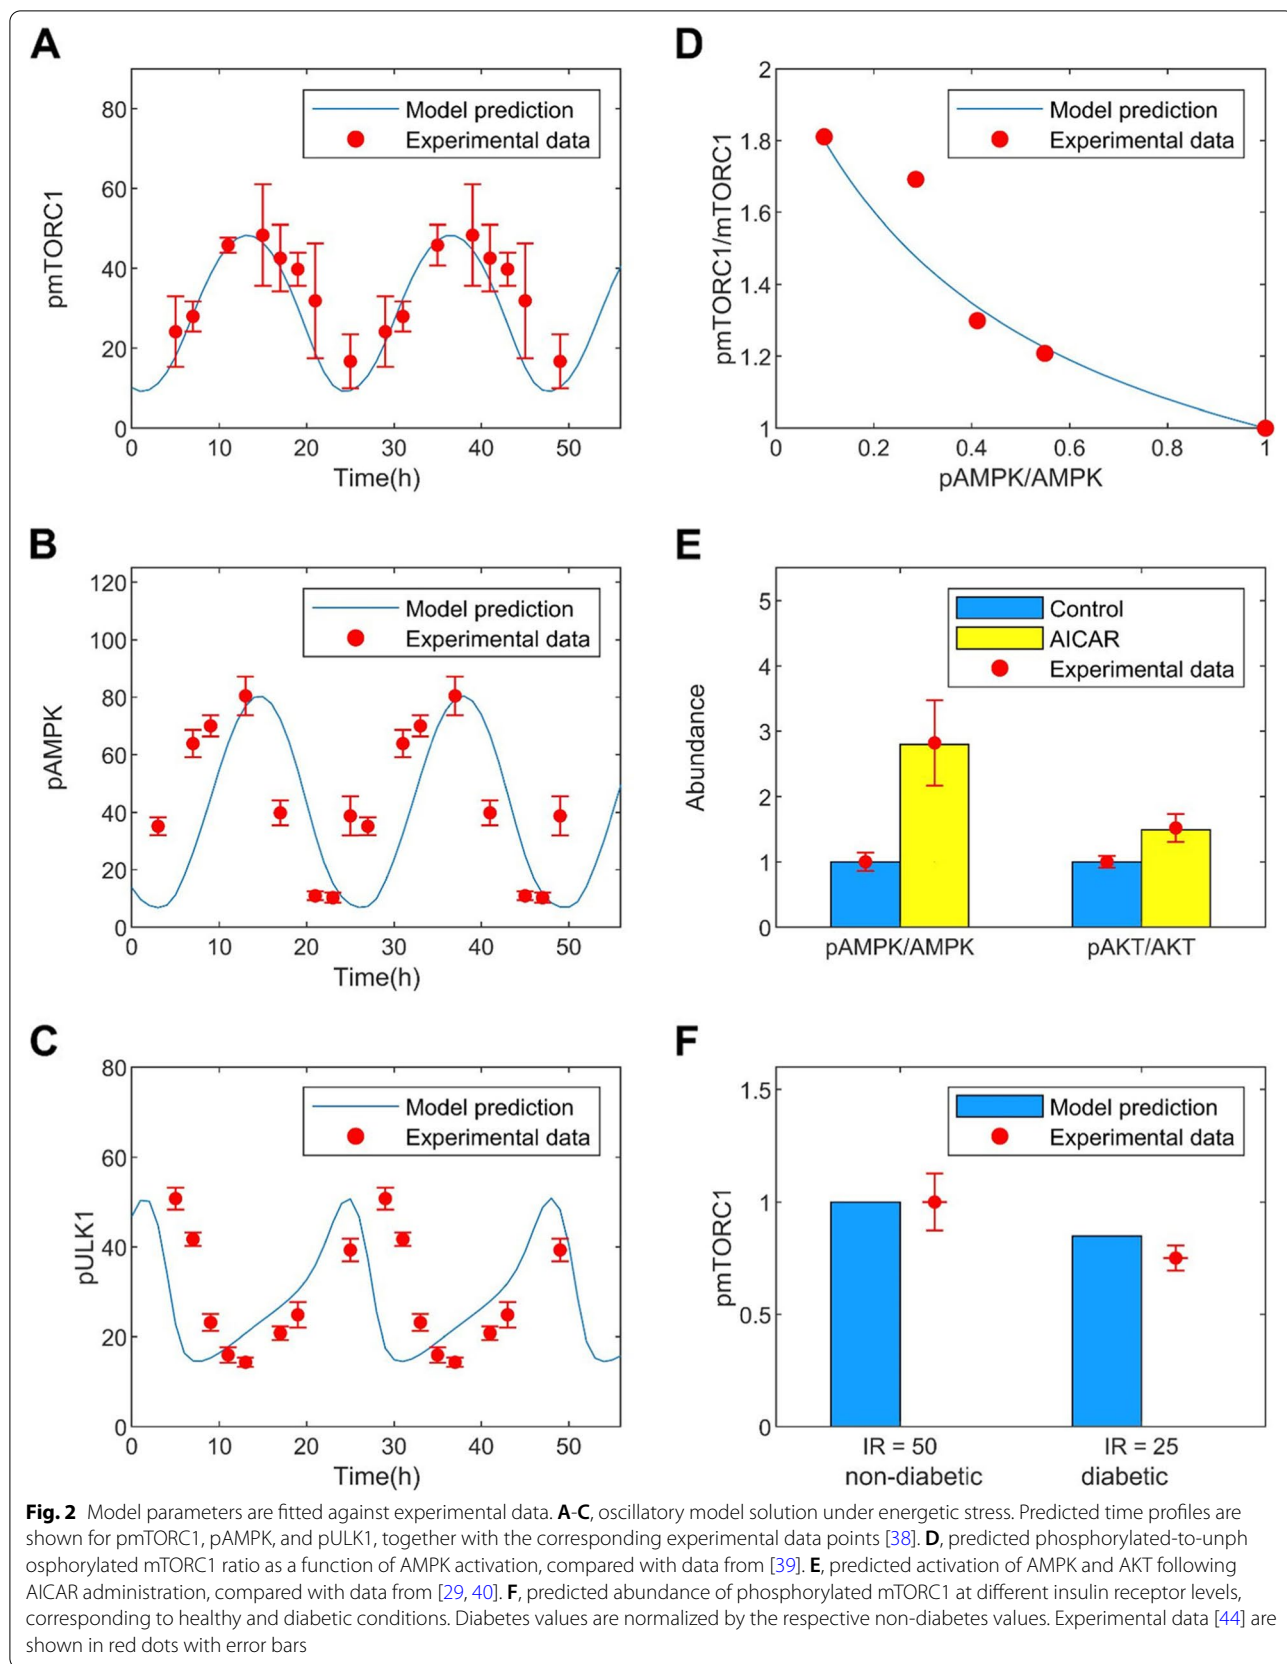 A
80
60
40
20
0
pmTORC1
Model prediction
Experimental data
0 10 20 30 40 50
Time(h)
D
2
1.8
1.6
1.4
1.2
1
pmTORC1/mTORC1
Model prediction
Experimental data
0 0.2 0.4 0.6 0.8 1
pAMPK/AMPK
B
120
100
80
60
40
20
0
pAMPK
Model prediction
Experimental data
0 10 20 30 40 50
Time(h)
E
5
4
3
2
1
0
Abundance
Control
AICAR
Experimental data
pAMPK/AMPK pAKT/AKT
C
80
60
40
20
0
pULK1
Model prediction
Experimental data
0 10 20 30 40 50
Time(h)
F
1.5
1
0.5
0
pmTORC1
Model prediction
Experimental data
IR = 50 IR = 25
non-diabetic diabetic
Fig. 2 Model parameters are fitted against experimental data. A-C, oscillatory model solution under energetic stress. Predicted time profiles are
shown for pmTORC1, pAMPK, and pULK1, together with the corresponding experimental data points [38]. D, predicted phosphorylated-to-unph
osphorylated mTORC1 ratio as a function of AMPK activation, compared with data from [39]. E, predicted activation of AMPK and AKT following
AICAR administration, compared with data from [29, 40]. F, predicted abundance of phosphorylated mTORC1 at different insulin receptor levels,
corresponding to healthy and diabetic conditions. Diabetes values are normalized by the respective non-diabetes values. Experimental data [44] are
shown in red dots with error bars